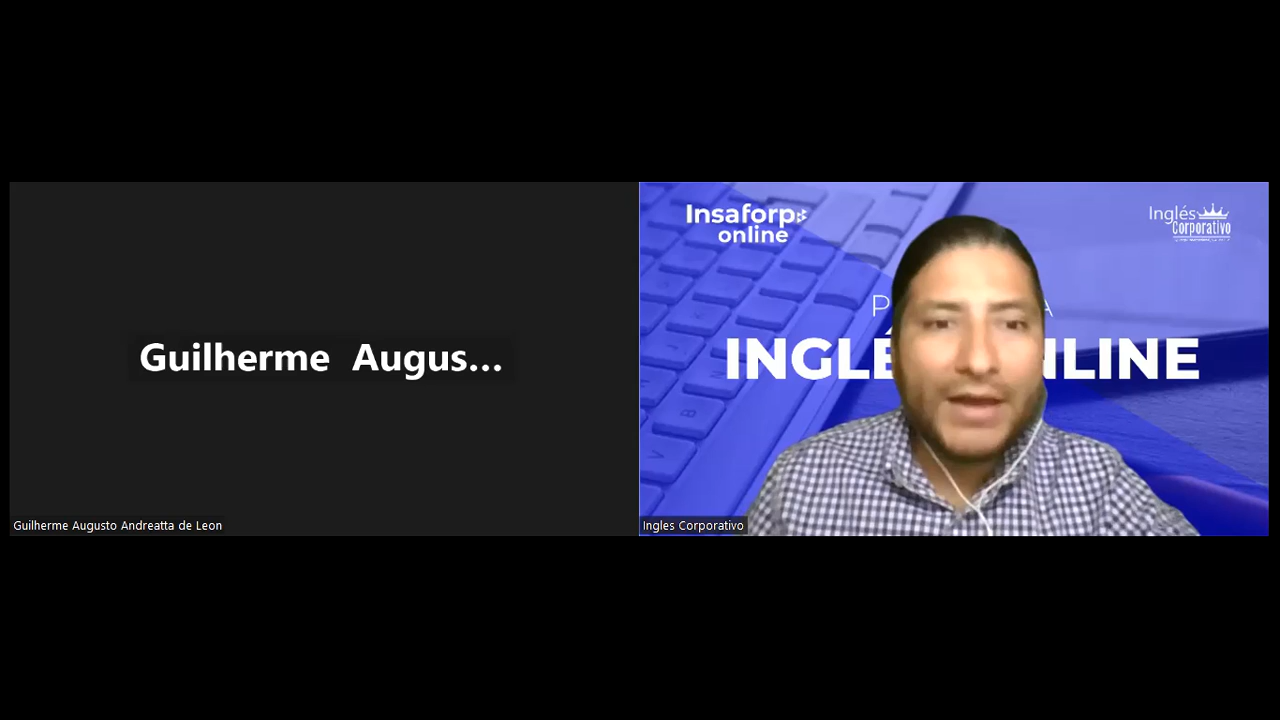 Guilherme Augus...
Guilherme Augusto Andreatta de Leon
Insaforp
online
Inglés
Corporativo
INGLÉ
NLINE
Ingles Corporativo